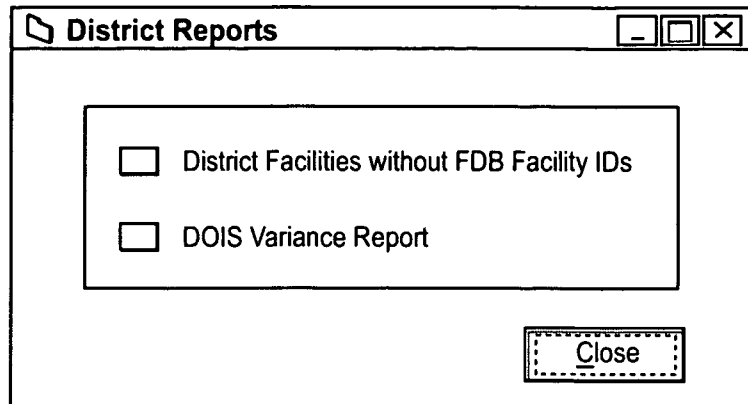 District Reports
District Facilities without FDB Facility IDs
DOIS Variance Report
Close